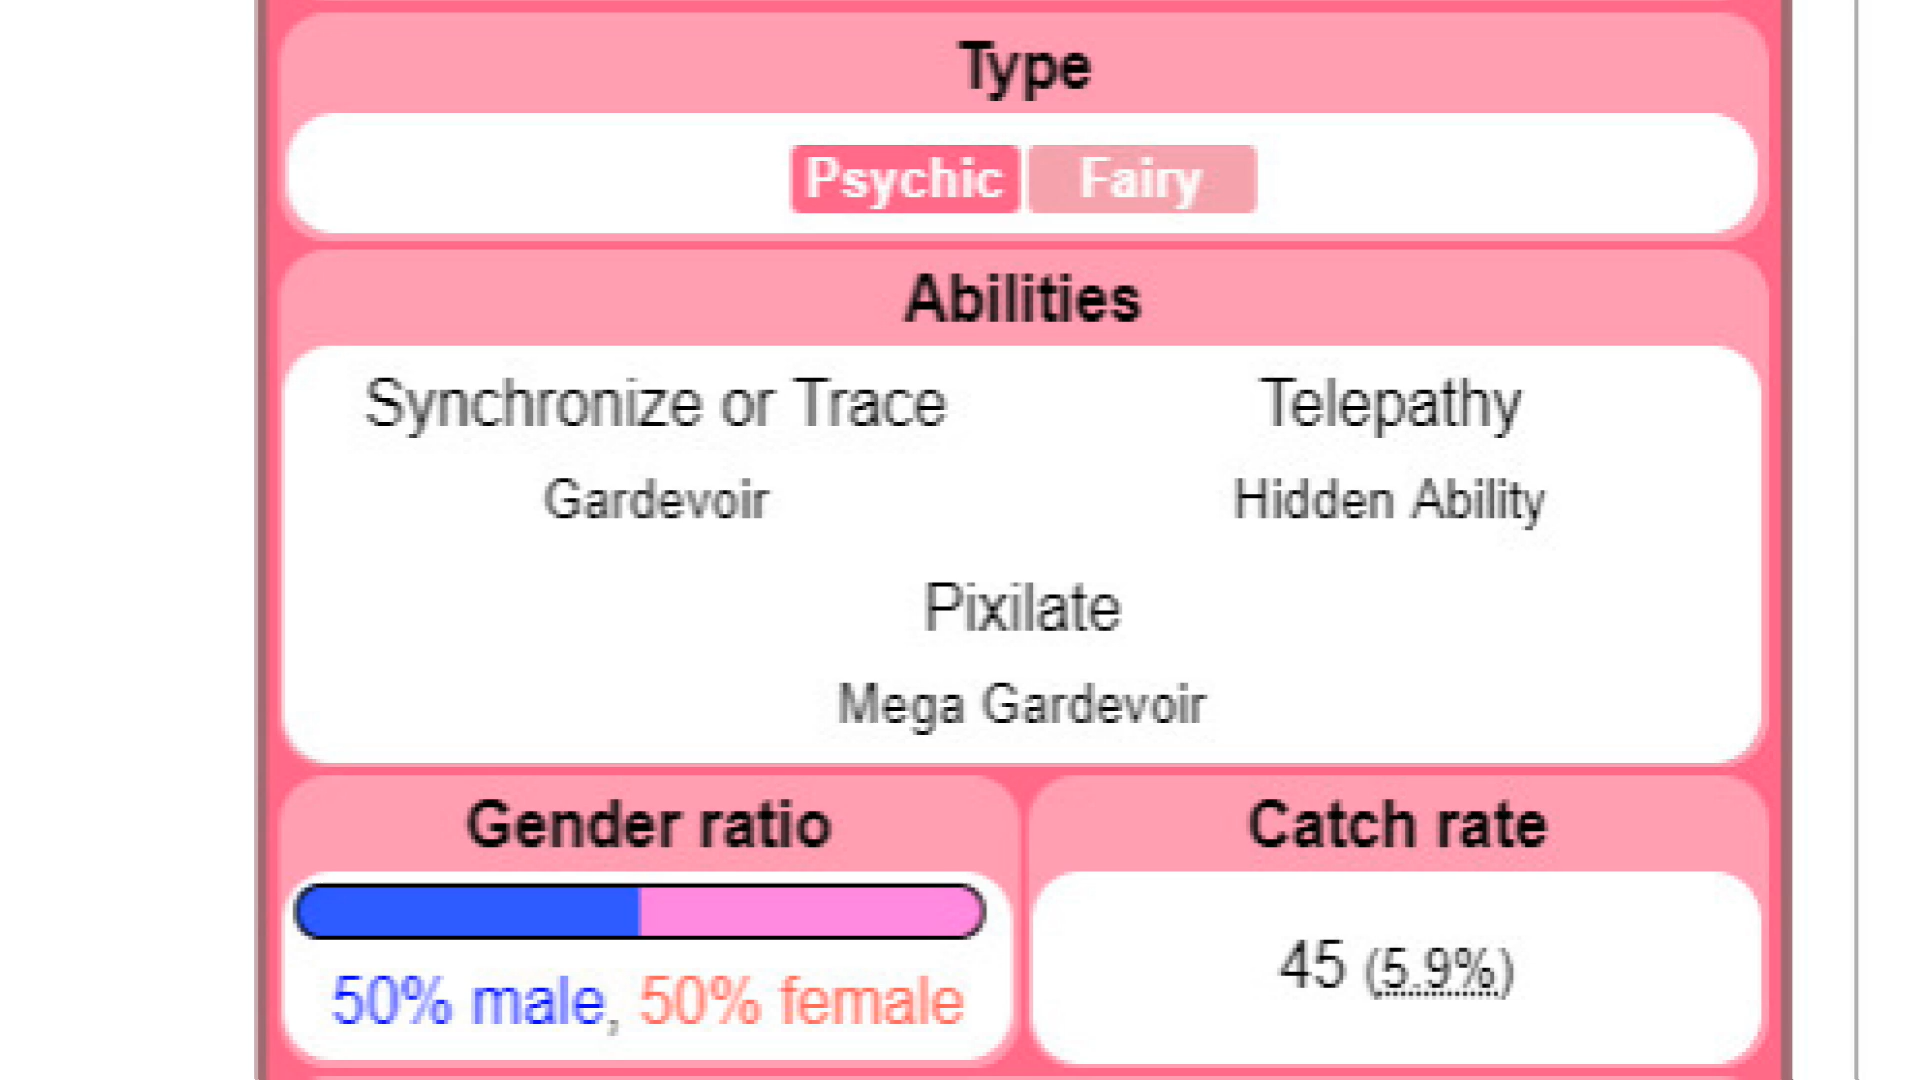 Type
Psychic Fairy
Abilities
Synchronize or Trace Telepathy
Gardevoir Hidden Ability
Pixilate
Mega Gardevoir
Gender ratio Catch rate
50% male, 50% female 45 (5.9%)